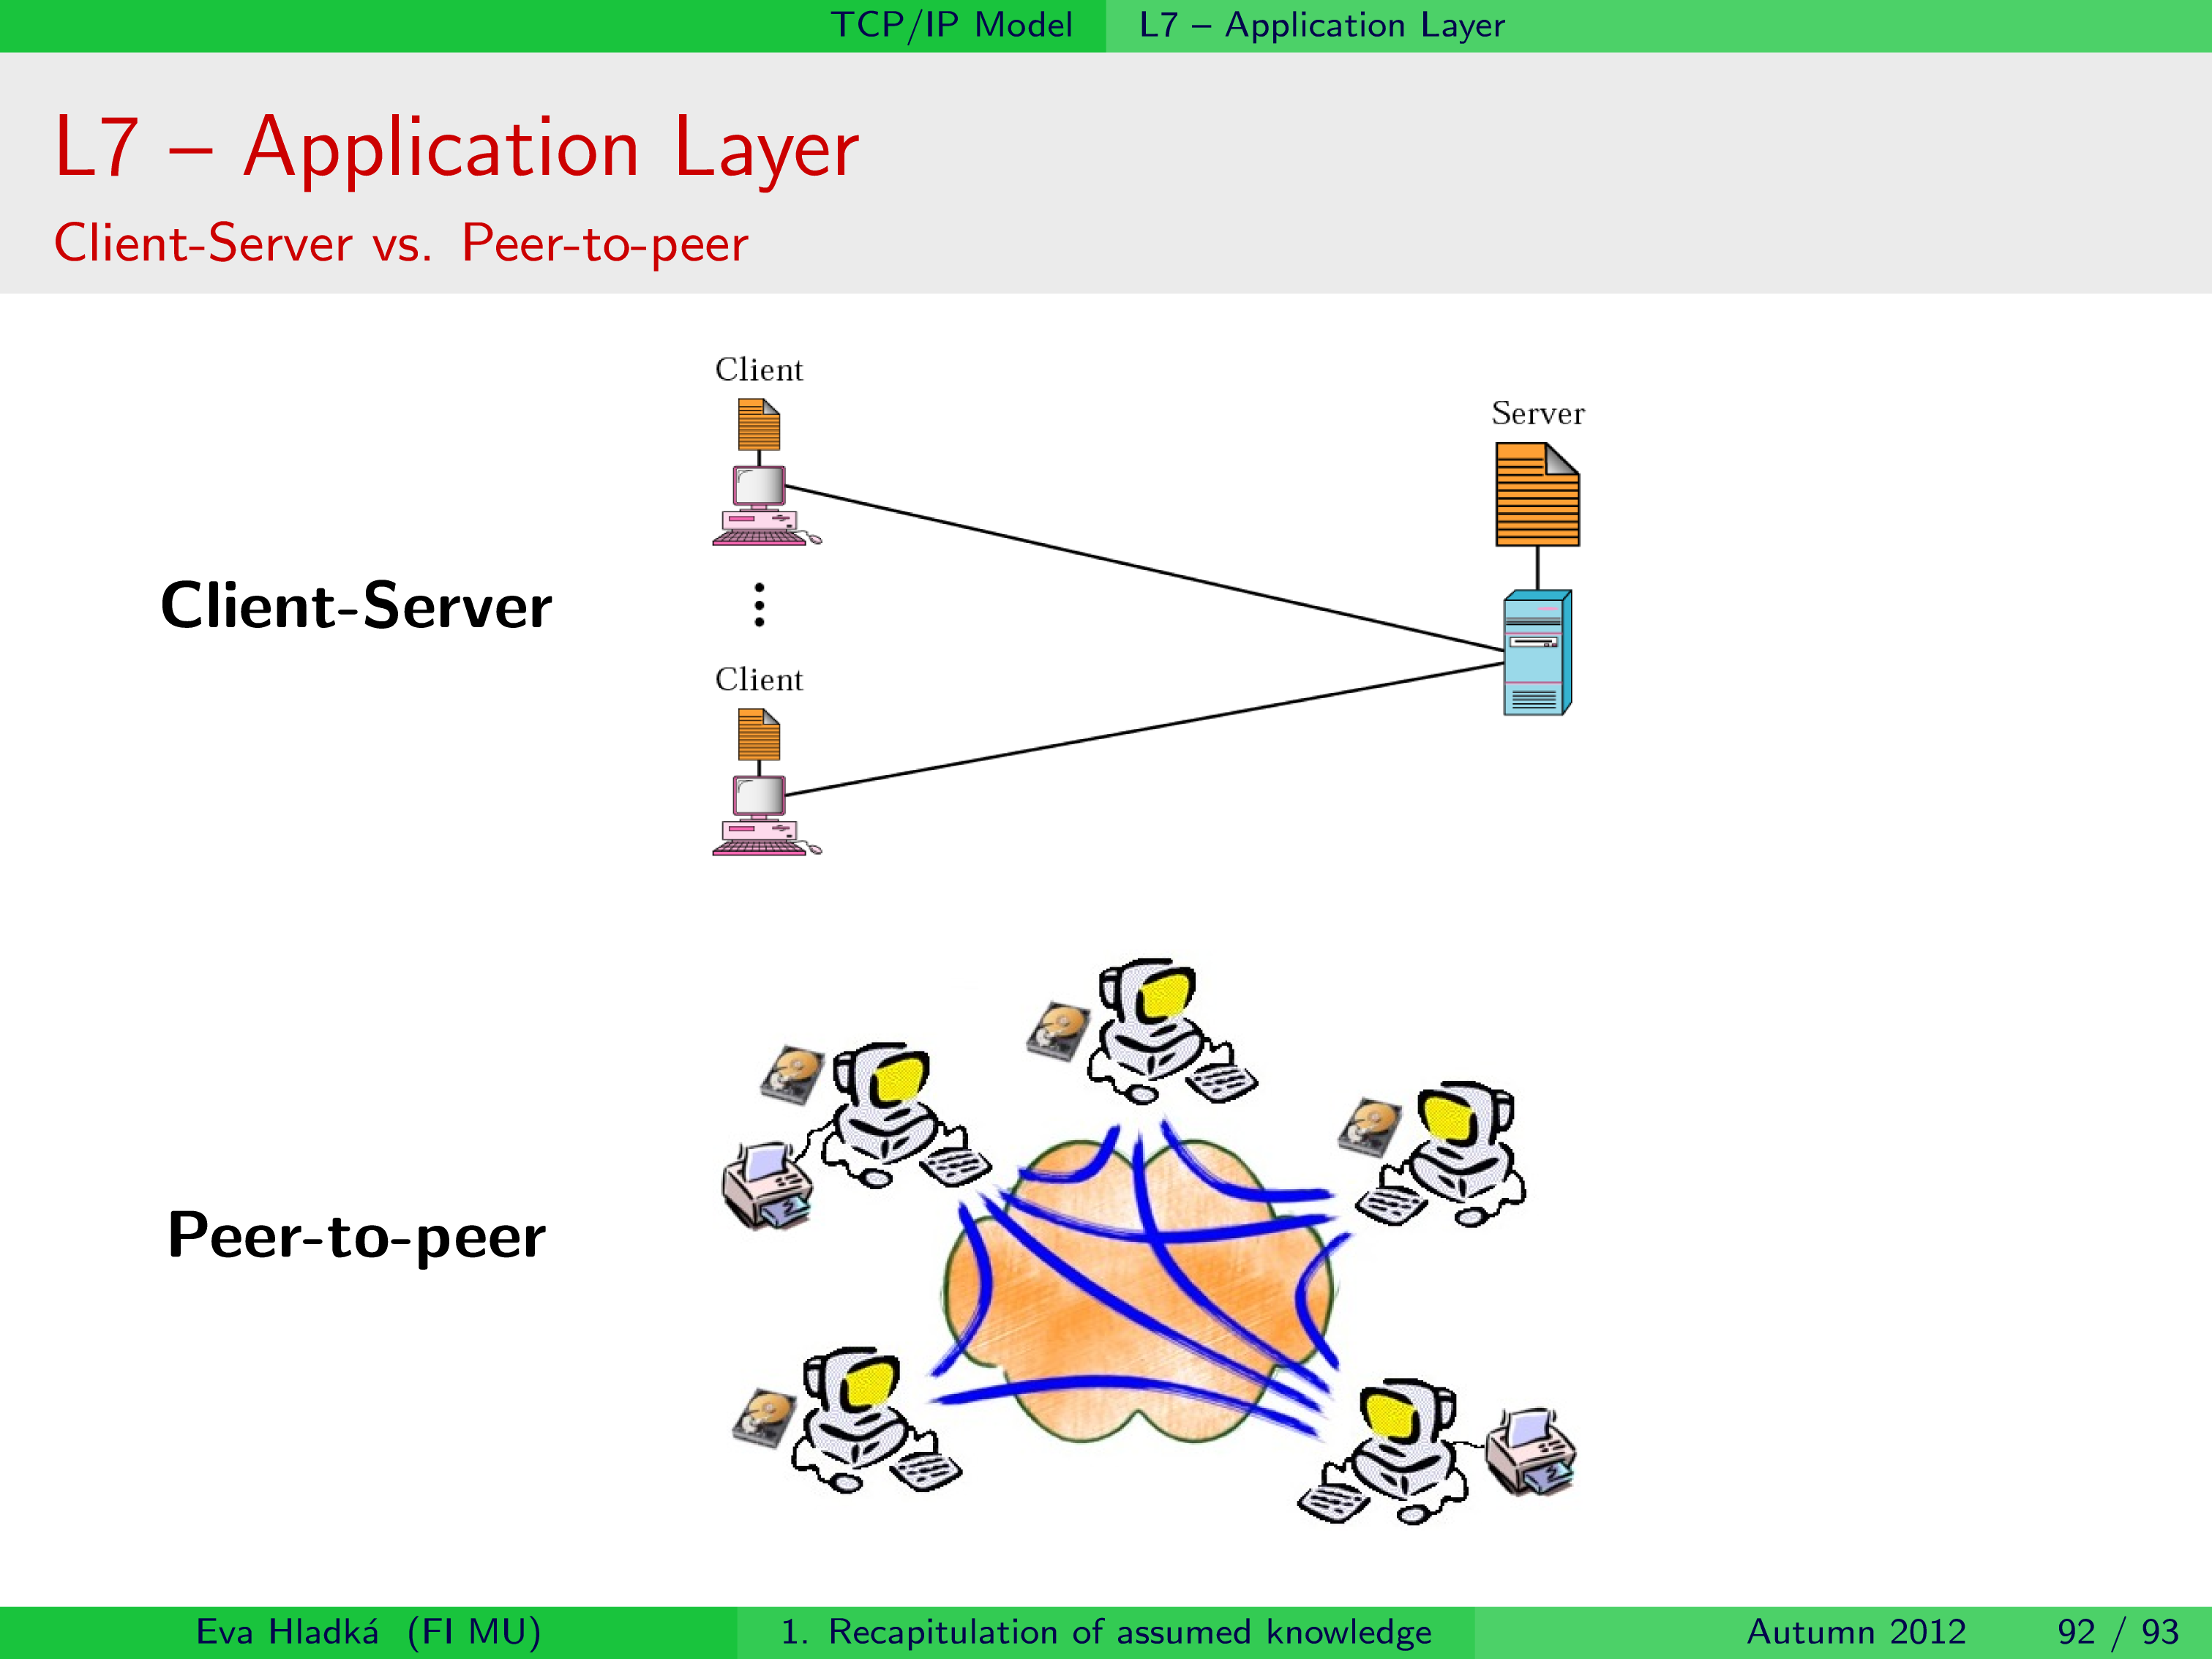 TCP/IP Model L7 – Application Layer
L7 – Application Layer
Client-Server vs. Peer-to-peer
Client
Server
Client-Server
Client
Peer-to-peer
Eva Hladká (FI MU) 1. Recapitulation of assumed knowledge Autumn 2012 92 / 93